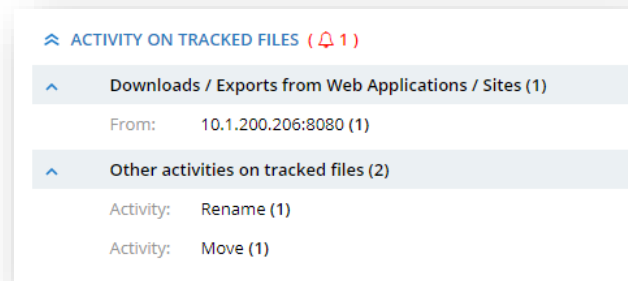 ACTIVITY ON TRACKED FILES ( 1 )
Downloads / Exports from Web Applications / Sites (1)
From: 10.1.200.206:8080 (1)
Other activities on tracked files (2)
Activity: Rename (1)
Activity: Move (1)